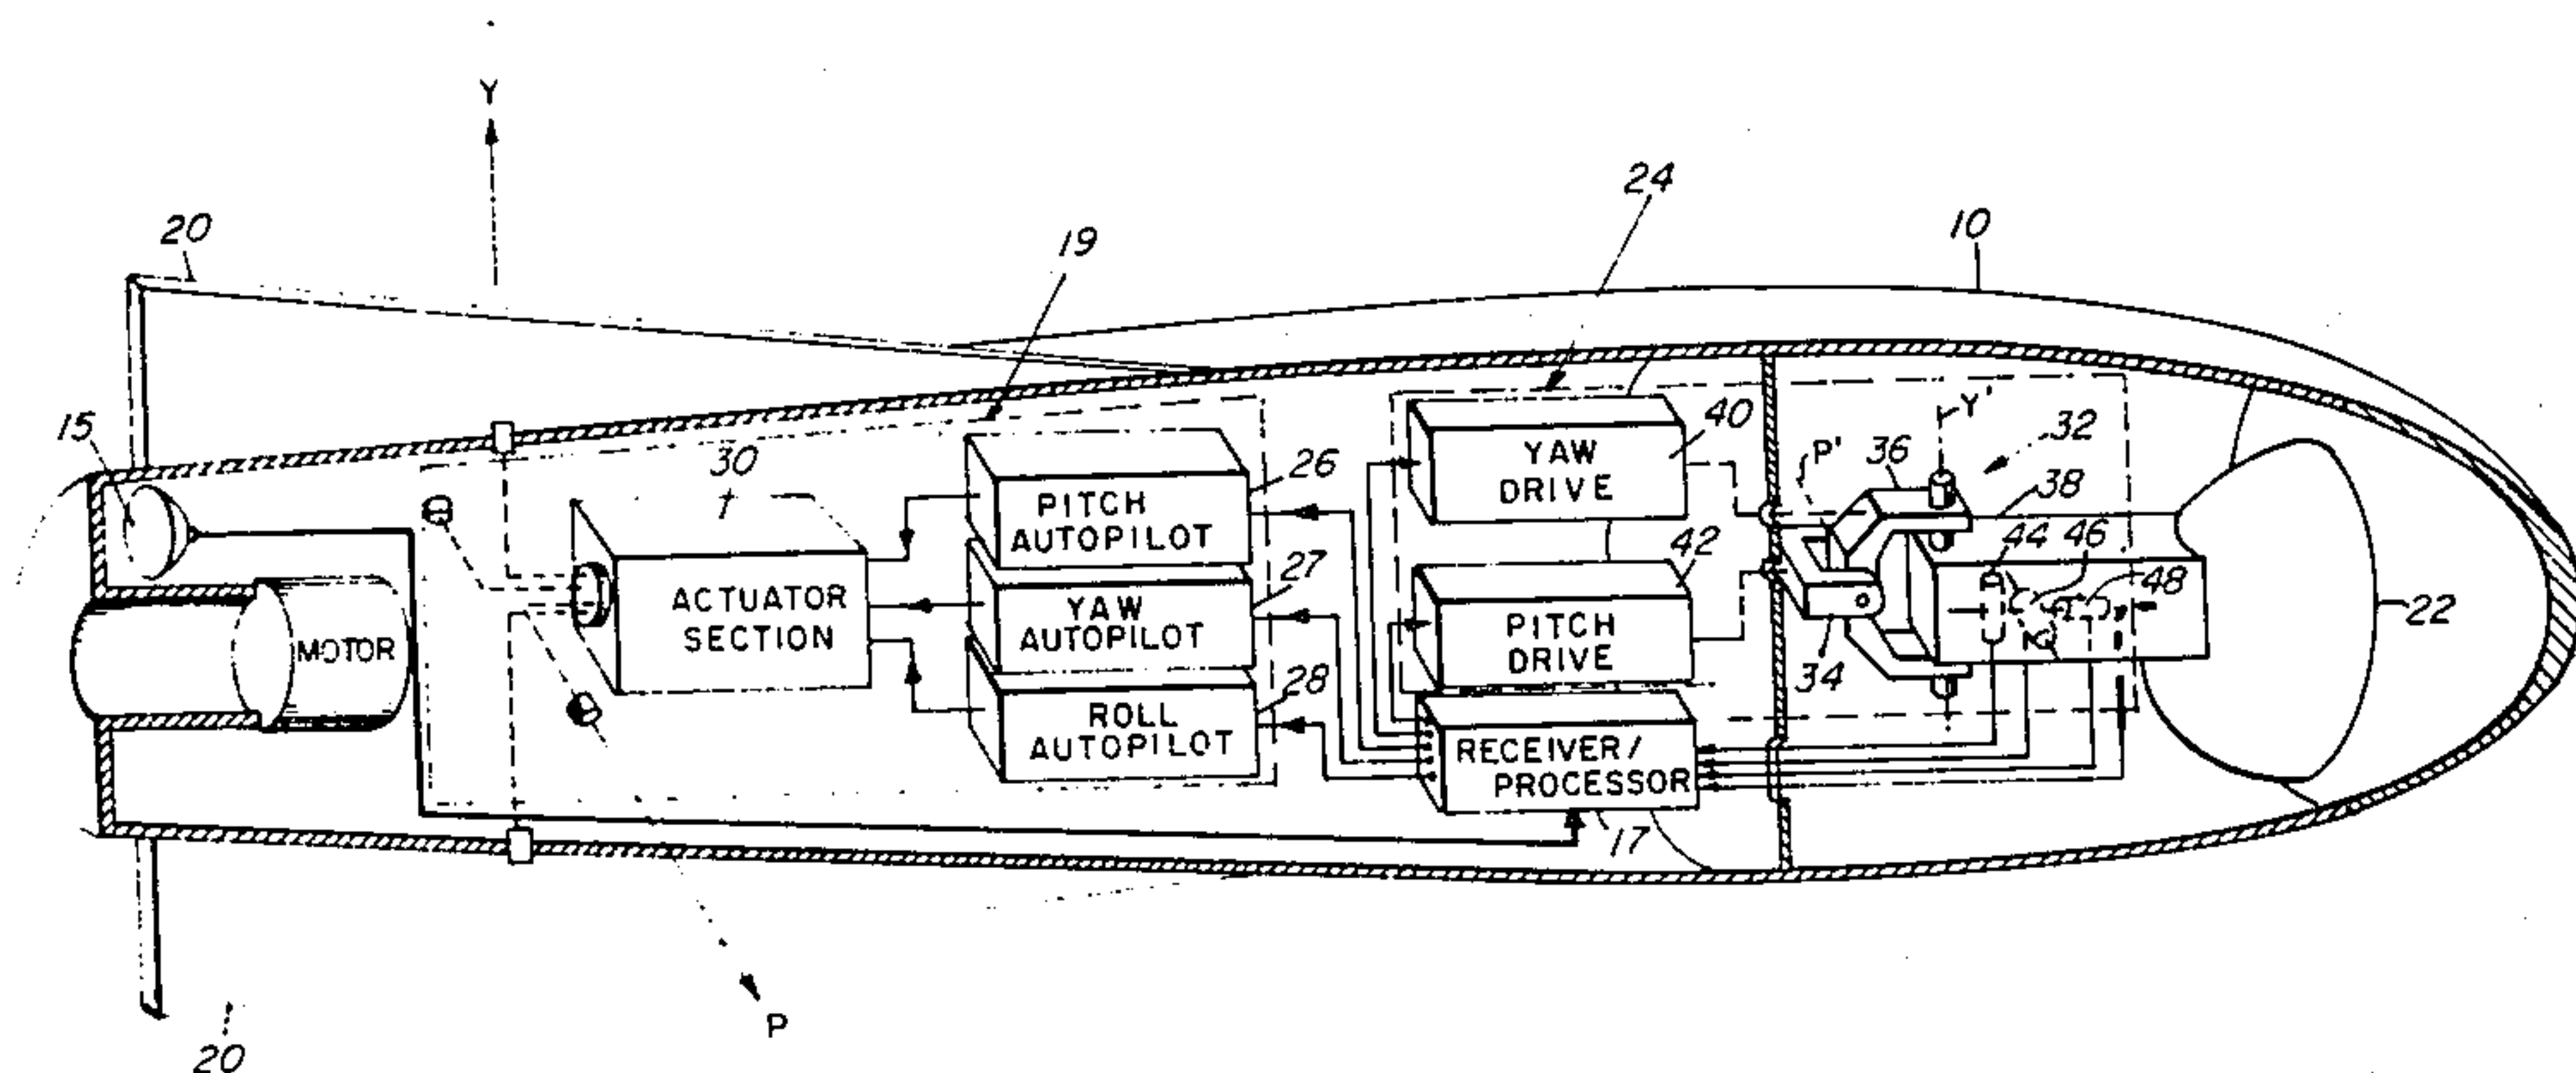 Y
24
20
19
10
15
30
26
YAW
DRIVE
40
P'
36
Y'
32
38
PITCH
AUTOPILOT
42
44
46
48
ACTUATOR
SECTION
27
YAW
AUTOPILOT
PITCH
DRIVE
22
MOTOR
34
28
ROLL
AUTOPILOT
RECEIVER/
PROCESSOR
17
P
20